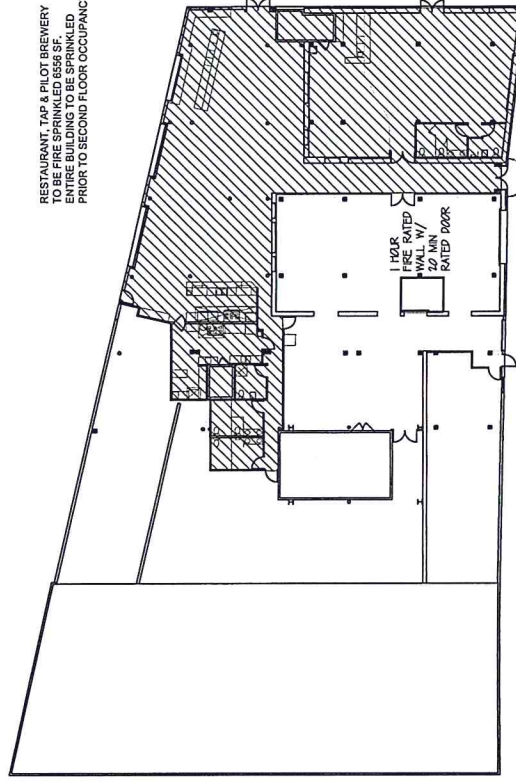 RESTAURANT, TAP & PILOT BREWERY
TO BE FIRE SPRINKLED 6556 SF.
ENTIRE BUILDING TO BE SPRINKLED
PRIOR TO SECOND FLOOR OCCUPANC
1 HOUR
FIRE RATED
WALL W/
20 MIN
RATED DOOR